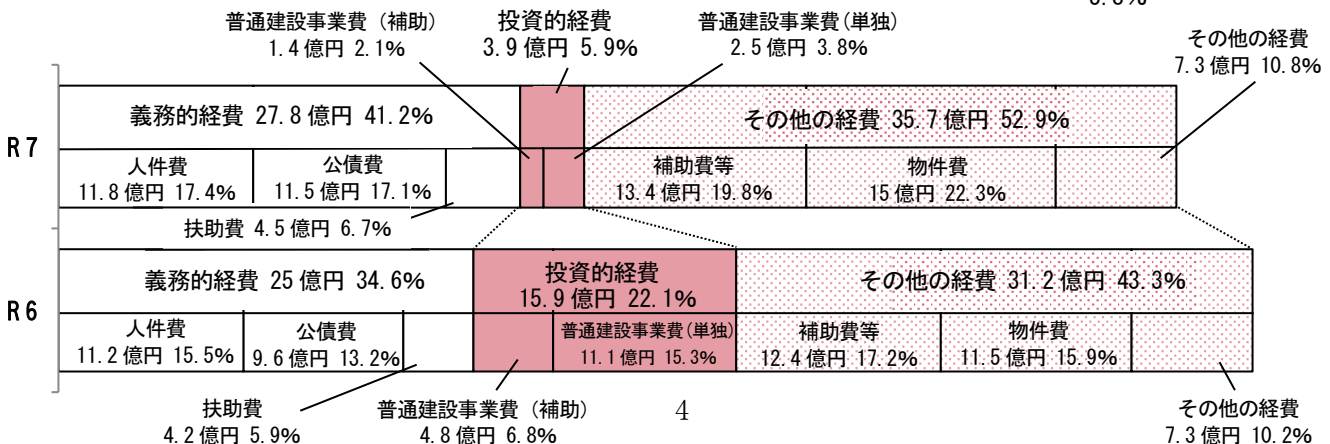 普通建設事業費（補助）
1.4億円 2.1%
投資的経費
3.9億円 5.9%
普通建設事業費(単独)
2.5億円 3.8%
その他の経費
7.3億円 10.8%
R7
義務的経費 27.8億円 41.2%
その他の経費 35.7億円 52.9%
人件費
11.8億円 17.4%
公債費
11.5億円 17.1%
補助費等
13.4億円 19.8%
物件費
15億円 22.3%
扶助費 4.5億円 6.7%
R6
義務的経費 25億円 34.6%
投資的経費
15.9億円 22.1%
その他の経費 31.2億円 43.3%
人件費
11.2億円 15.5%
公債費
9.6億円 13.2%
普通建設事業費(単独)
11.1億円 15.3%
補助費等
12.4億円 17.2%
物件費
11.5億円 15.9%
扶助費
4.2億円 5.9%
普通建設事業費（補助）
4.8億円 6.8%
4
その他の経費
7.3億円 10.2%